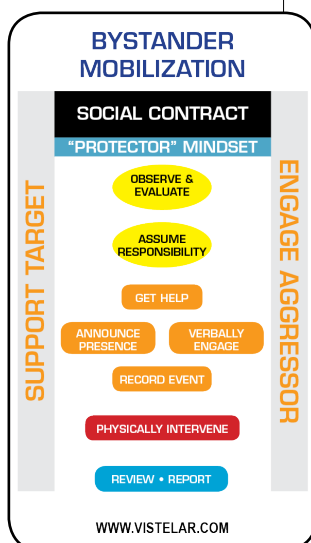 BYSTANDER
MOBILIZATION
SOCIAL CONTRACT
“PROTECTOR” MINDSET
SUPPORT TARGET
OBSERVE &
EVALUATE
ASSUME
RESPONSIBILITY
GET HELP
ANNOUNCE
PRESENCE
VERBALLY
ENGAGE
RECORD EVENT
PHYSICALLY INTERVENE
REVIEW • REPORT
ENGAGE AGGRESSOR
WWW.VISTELAR.COM